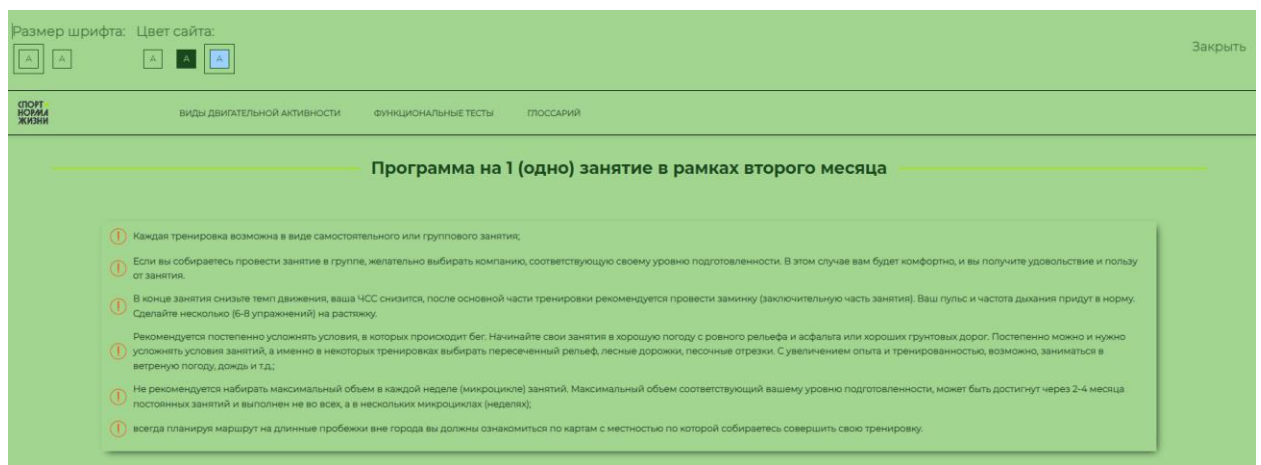 Размер шрифта: Цвет сайта:
А А А А А
Закрыть
СПОРТ
НОРМА
ЖИЗНИ
ВИДЫ ДВИГАТЕЛЬНОЙ АКТИВНОСТИ ФУНКЦИОНАЛЬНЫЕ ТЕСТЫ ГЛОССАРИЙ
Программа на 1 (одно) занятие в рамках второго месяца
Каждая тренировка возможна в виде самостоятельного или группового занятия;
Если вы собираетесь провести занятие в группе, желательно выбирать компанию, соответствующую своему уровню подготовленности. В этом случае вам будет комфортно, и вы получите удовольствие и пользу
от занятия.
В конце занятия снизьте темп движения, ваша ЧСС снизится, после основной части тренировки рекомендуется провести заминку (заключительную часть занятия). Ваш пульс и частота дыхания придут в норму.
Сделайте несколько (6-8 упражнений) на растяжку.
Рекомендуется постепенно усложнять условия, в которых происходит бег. Начинайте свои занятия в хорошую погоду с ровного рельефа и асфальта или хороших грунтовых дорог. Постепенно можно и нужно
усложнять условия занятий, а именно в некоторых тренировках выбирать пересеченный рельеф, лесные дорожки, песочные отрезки. С увеличением опыта и тренированностью, возможно, заниматься в
ветреную погоду, дождь и т.д.;
Не рекомендуется набирать максимальный объем в каждой неделе (микроцикле) занятий. Максимальный объем соответствующий вашему уровню подготовленности, может быть достигнут через 2-4 месяца
постоянных занятий и выполнен не во всех, а в нескольких микроциклах (неделях);
всегда планируя маршрут на длинные пробежки вне города вы должны ознакомиться по картам с местностью по которой собираетесь совершить свою тренировку.